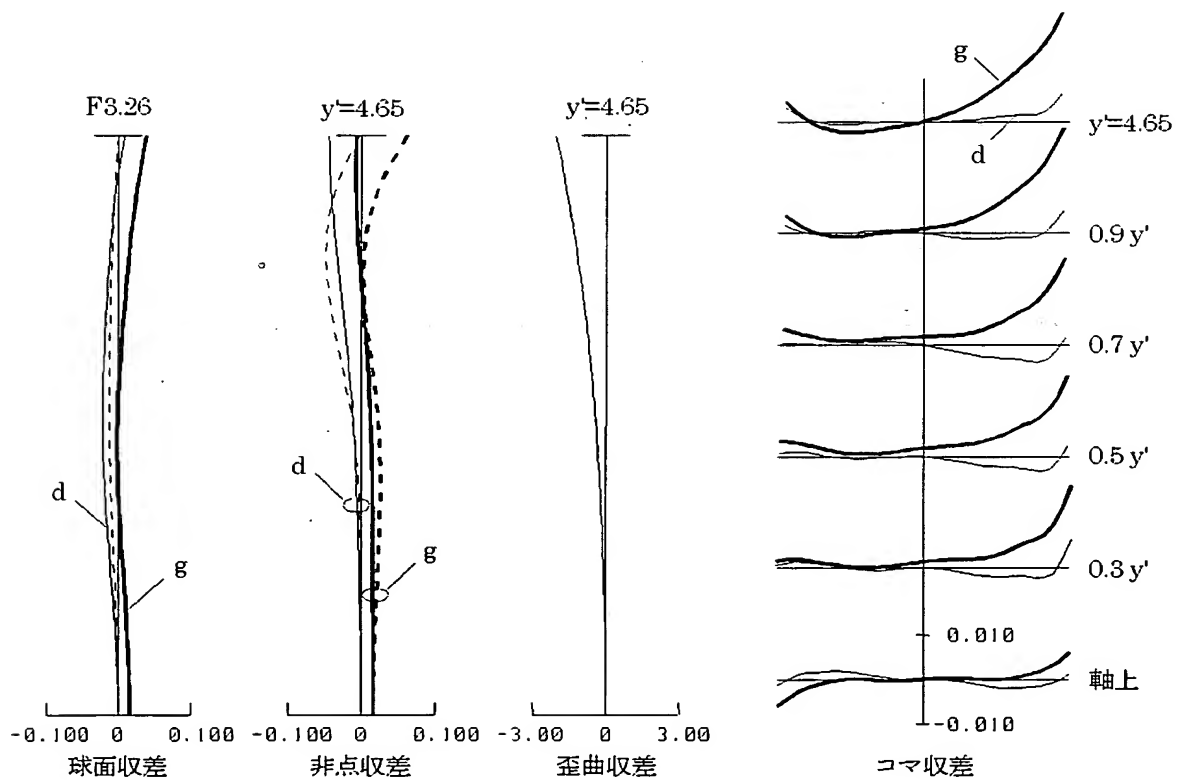 F3.26
y'=4.65
y'=4.65
g
d
y'=4.65
0.9 y'
0.7 y'
0.5 y'
0.3 y'
0.010
軸上
-0.010
d
g
d
g
-0.100 0 0.100
-0.100 0 0.100
-3.00 0 3.00
球面収差
非点収差
歪曲収差
コマ収差